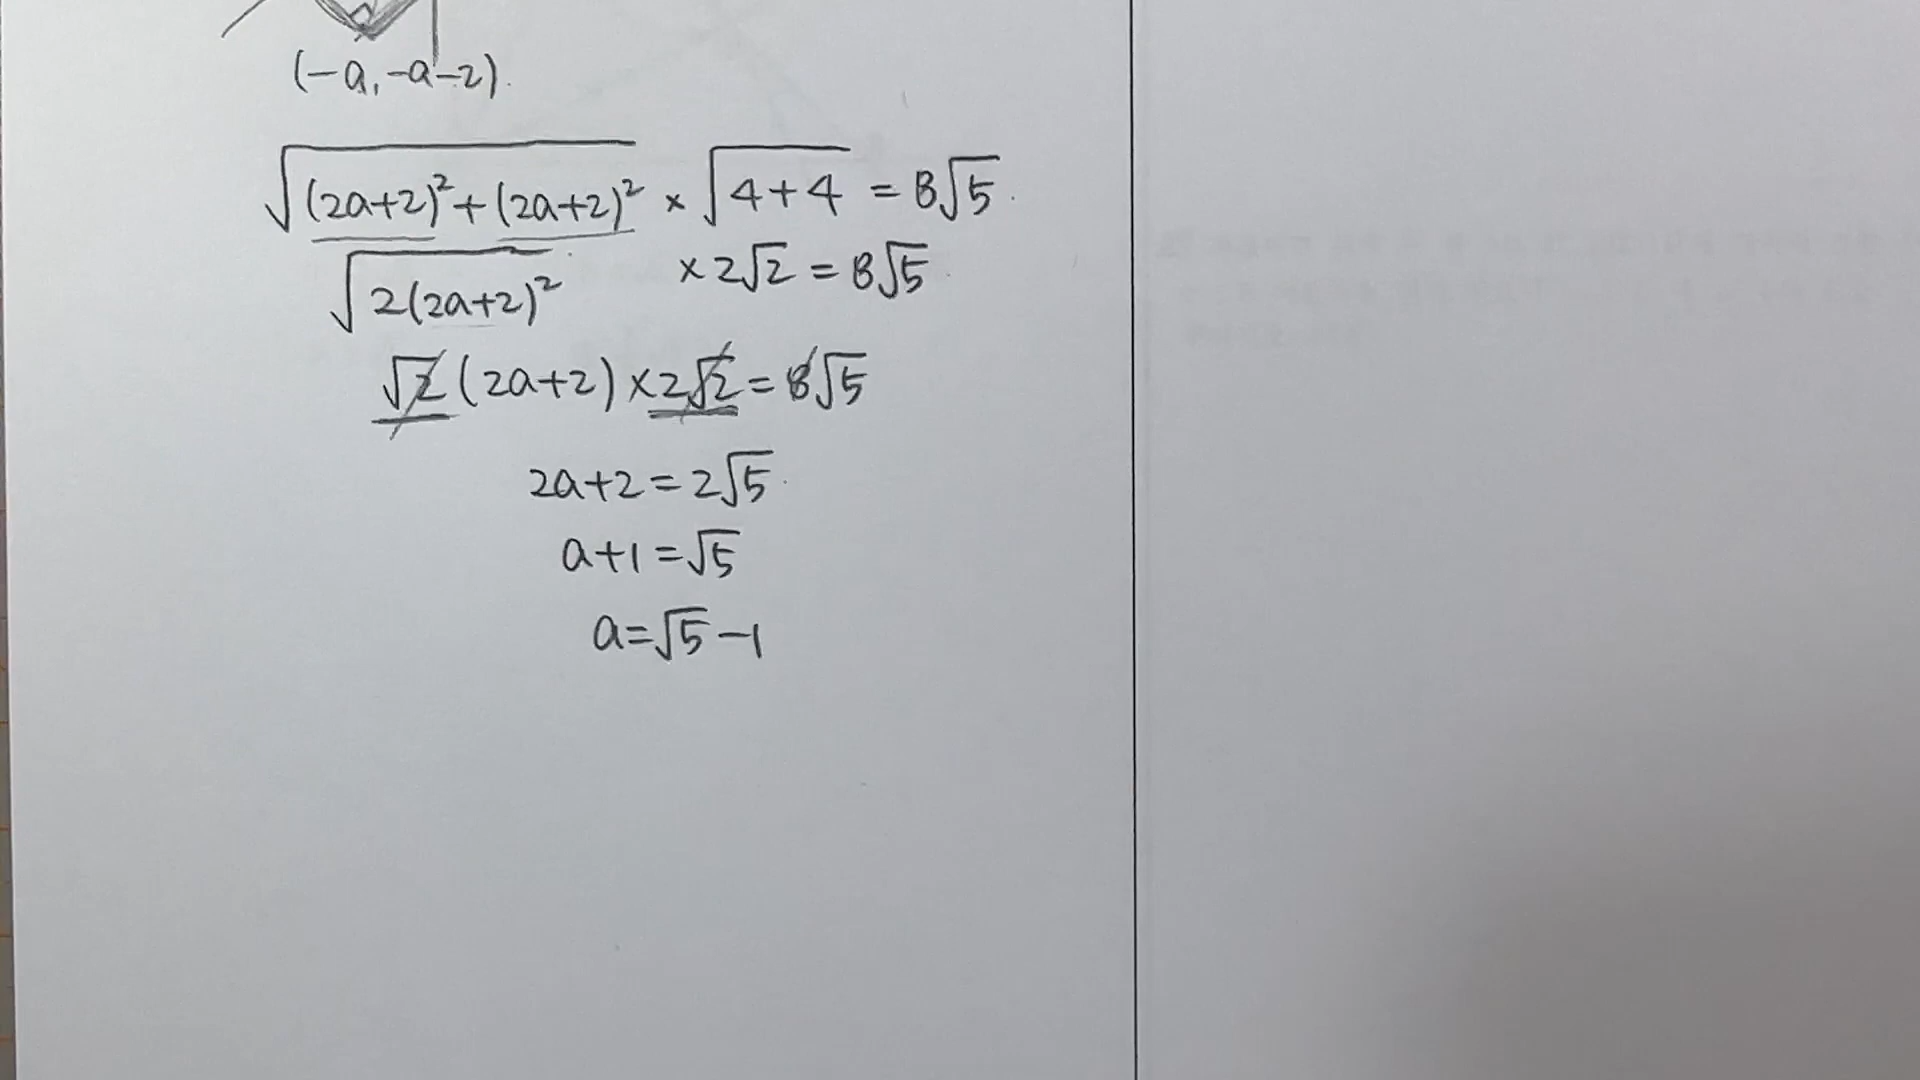 (-a, -a-2).
√((2a+2)²+(2a+2)²) × √(4+4) = 8√5.
√(2(2a+2)²) × 2√2 = 8√5.
√2(2a+2) × 2√2 = 8√5
2a+2 = 2√5.
a+1 = √5
a = √5 - 1